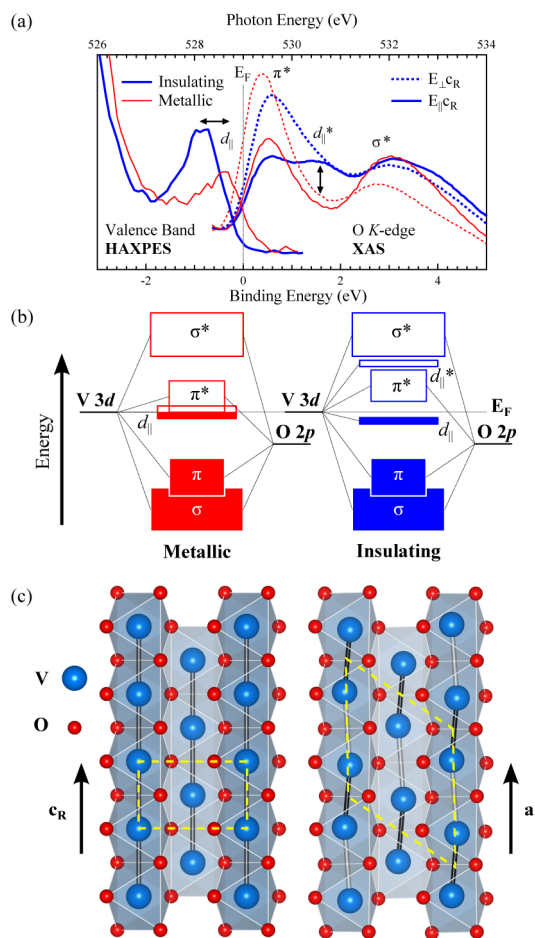 (a)
Photon Energy (eV)
526 528 530 532 534
Insulating
Metallic
E_F
π*
E⊥c_R
E∥c_R
d∥
d∥*
σ*
Valence Band
HAXPES
O K-edge
XAS
-2 0 2 4
Binding Energy (eV)
(b)
σ* σ*
π* π* d∥*
V 3d V 3d E_F
d∥ d∥
O 2p O 2p
Energy
π π
σ σ
Metallic Insulating
(c)
V
O
c_R
a